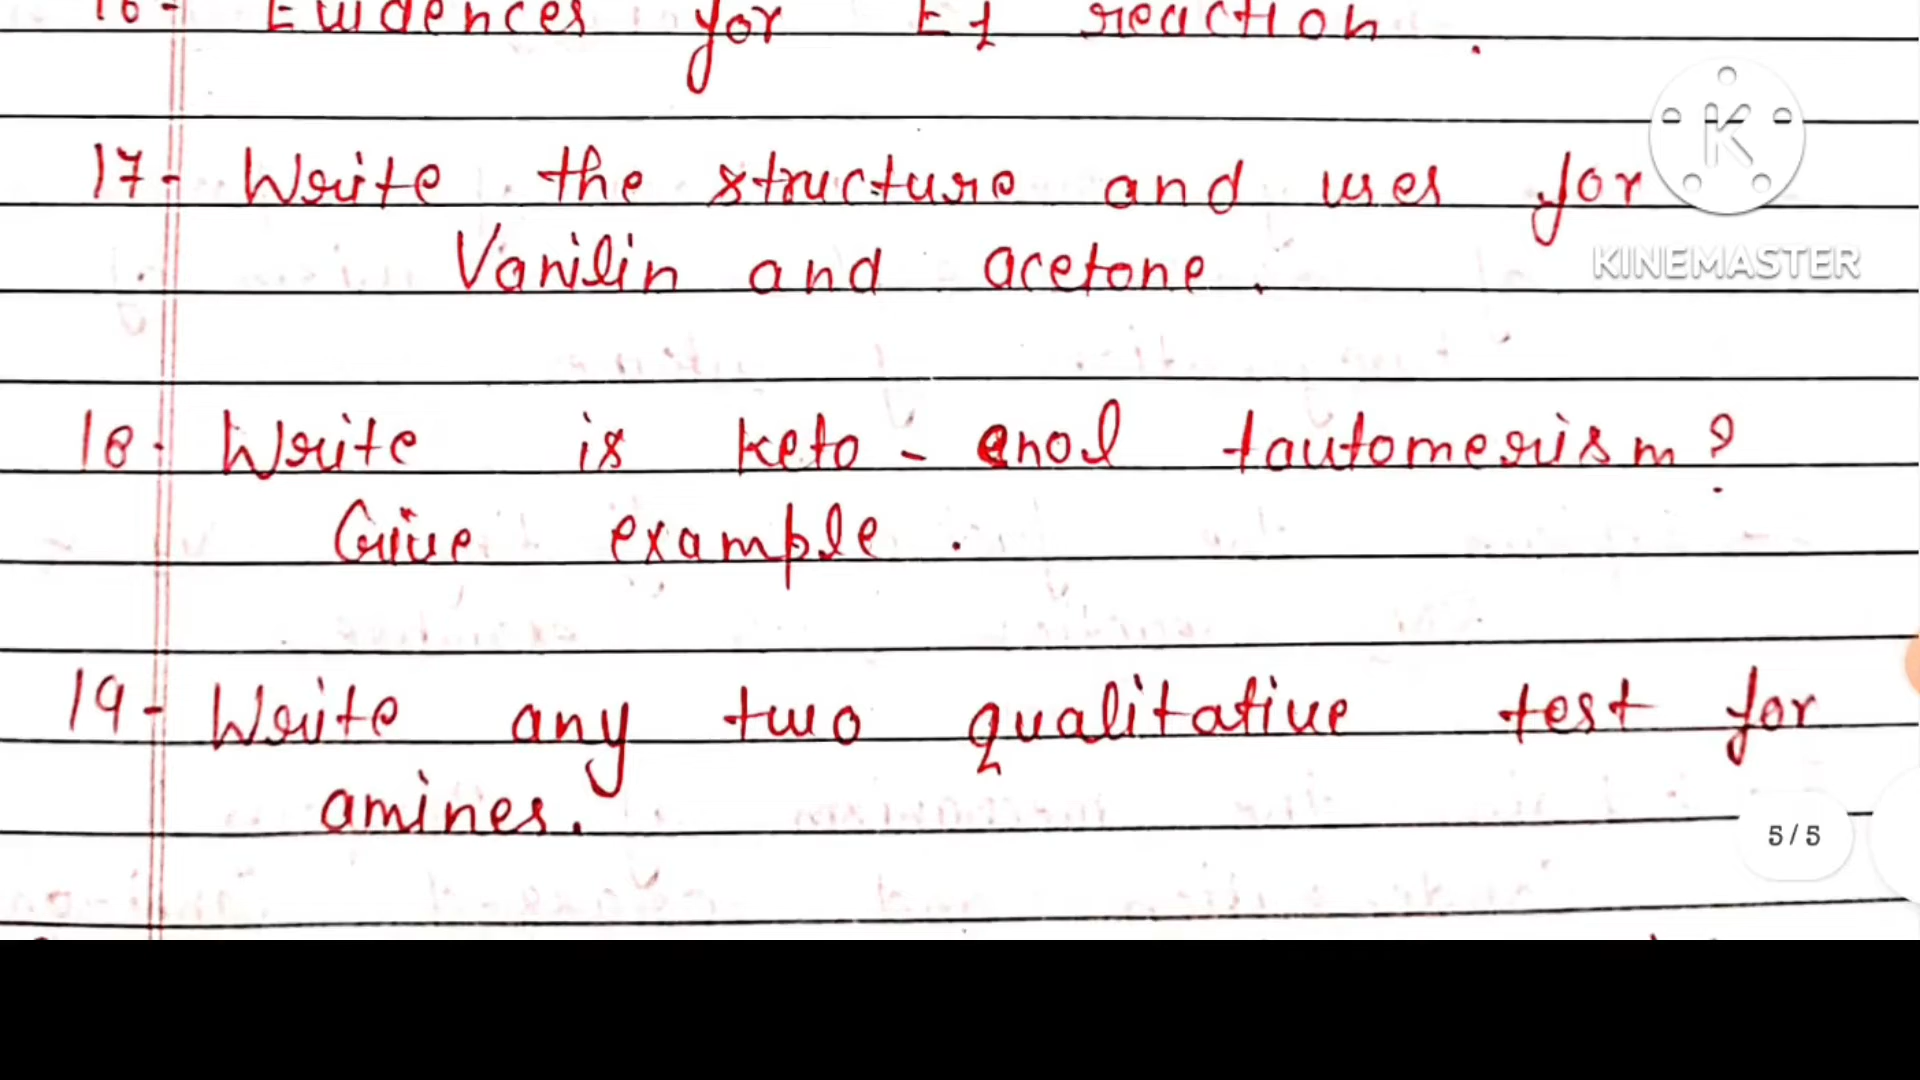 16- Evidences for E1 reaction.
17- Write the structure and uses for
Vanilin and acetone.
KINEMASTER
18- Write is keto - enol tautomerism?
Give example.
19- Write any two qualitative test for
amines.
5/5